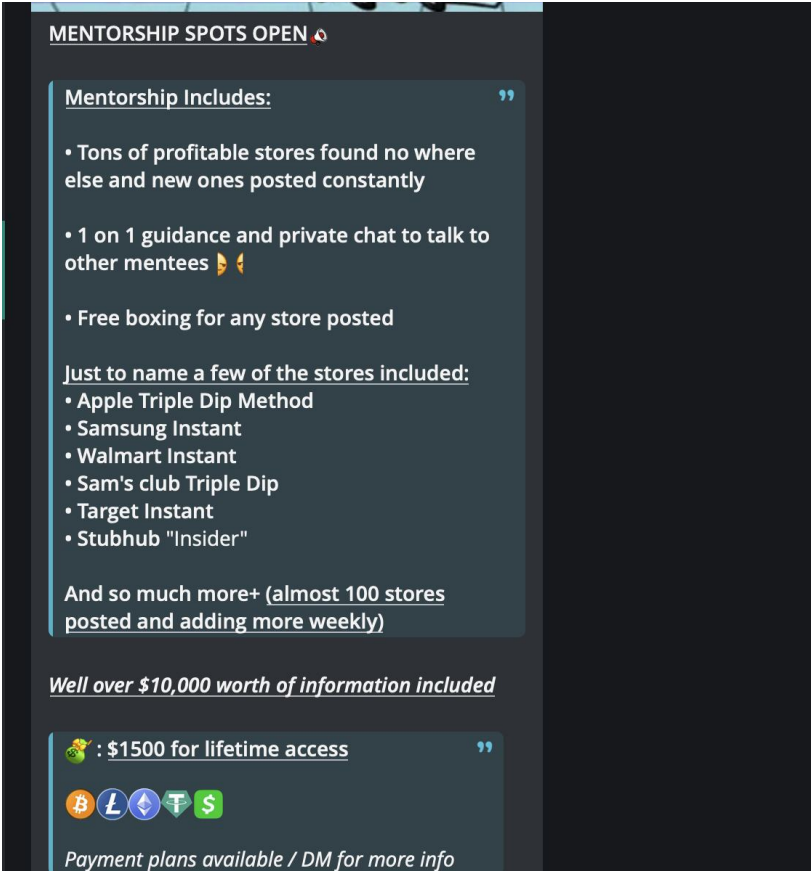 MENTORSHIP SPOTS OPEN
Mentorship Includes:
• Tons of profitable stores found no where
else and new ones posted constantly
• 1 on 1 guidance and private chat to talk to
other mentees
• Free boxing for any store posted
Just to name a few of the stores included:
• Apple Triple Dip Method
• Samsung Instant
• Walmart Instant
• Sam's club Triple Dip
• Target Instant
• Stubhub "Insider"
And so much more+ (almost 100 stores
posted and adding more weekly)
Well over $10,000 worth of information included
: $1500 for lifetime access
Payment plans available / DM for more info